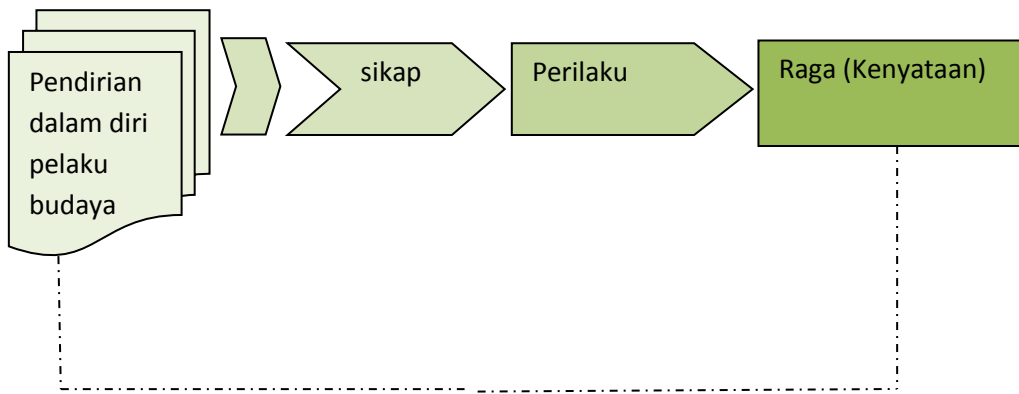 Pendirian
dalam diri
pelaku
budaya
sikap
Perilaku
Raga (Kenyataan)